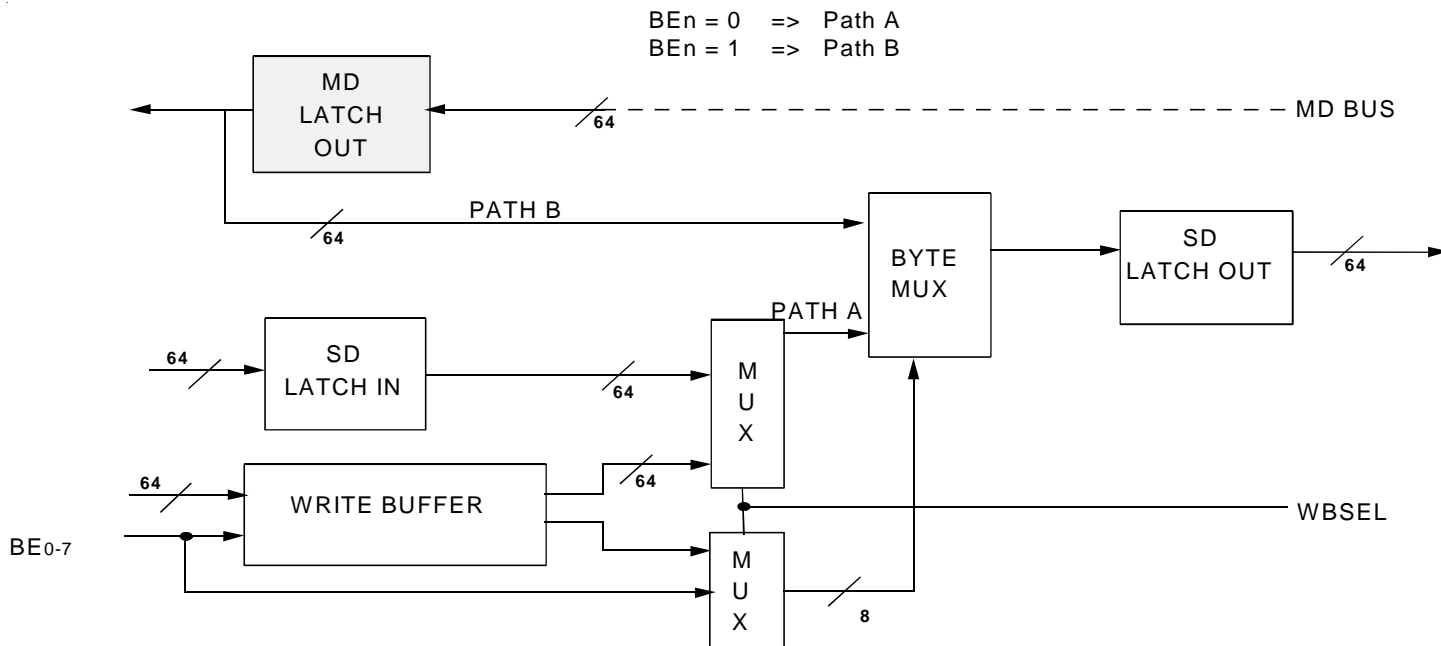 BEn = 0 => Path A
BEn = 1 => Path B
MD
LATCH
OUT
64
MD BUS
PATH B
64
BYTE
MUX
SD
LATCH OUT
64
PATH A
64
SD
LATCH IN
64
M
U
X
64
WRITE BUFFER
64
WBSEL
BE0-7
M
U
X
8